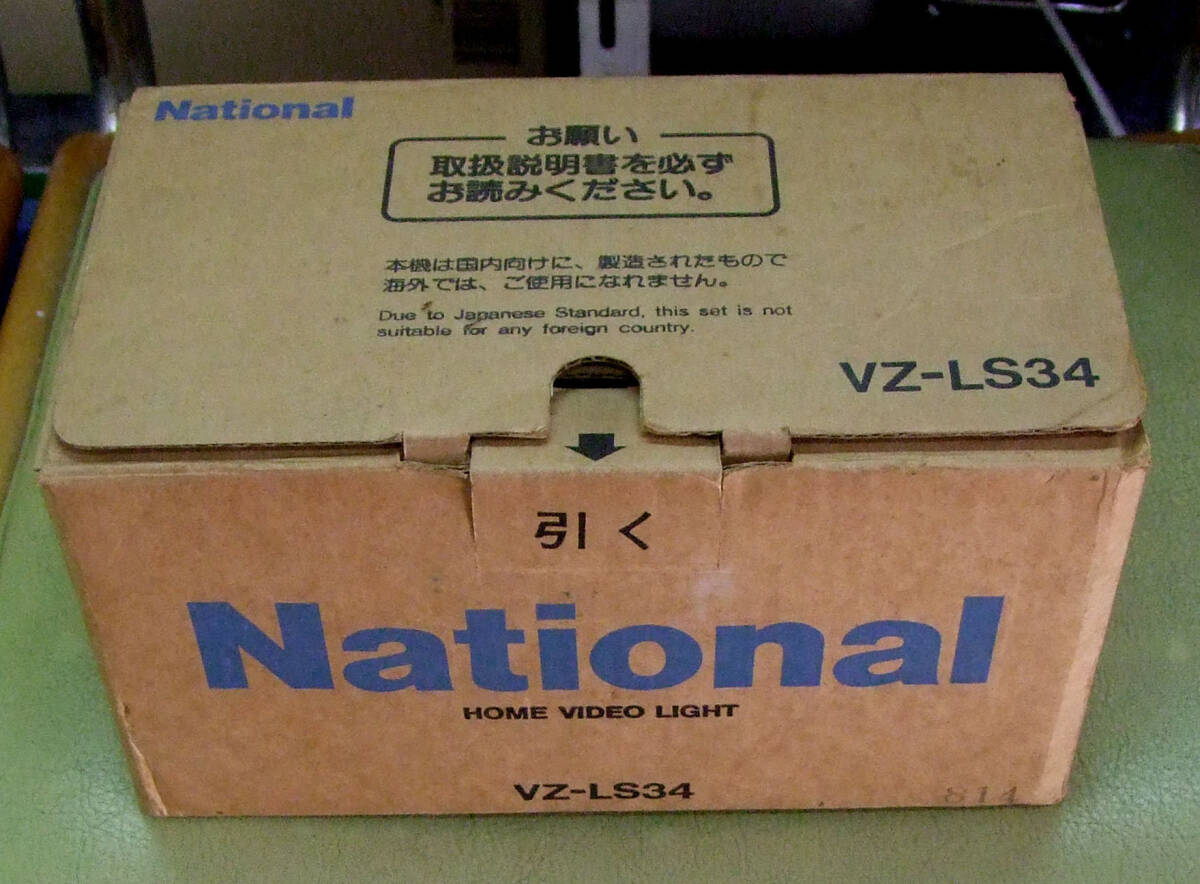 National
お願い
取扱説明書を必ず
お読みください。
本機は国内向けに、製造されたもので
海外では、ご使用になれません。
Due to Japanese Standard, this set is not
suitable for any foreign country.
VZ-LS34
引く
National
HOME VIDEO LIGHT
VZ-LS34
814